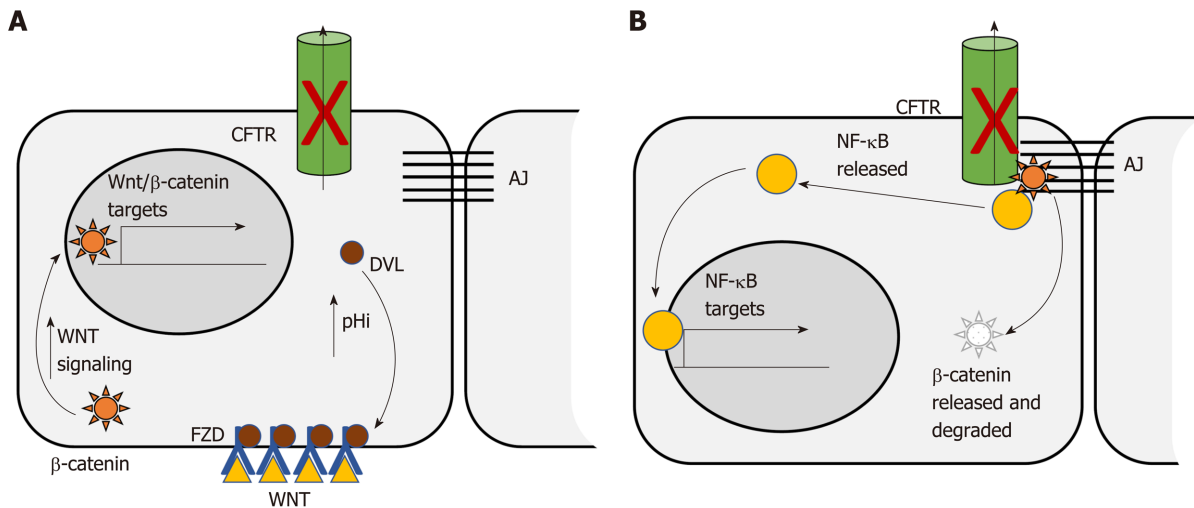 A
CFTR
Wnt/β-catenin
targets
AJ
DVL
pHi
WNT
signaling
FZD
β-catenin
WNT
B
CFTR
NF-κB
released
AJ
NF-κB
targets
β-catenin
released and
degraded